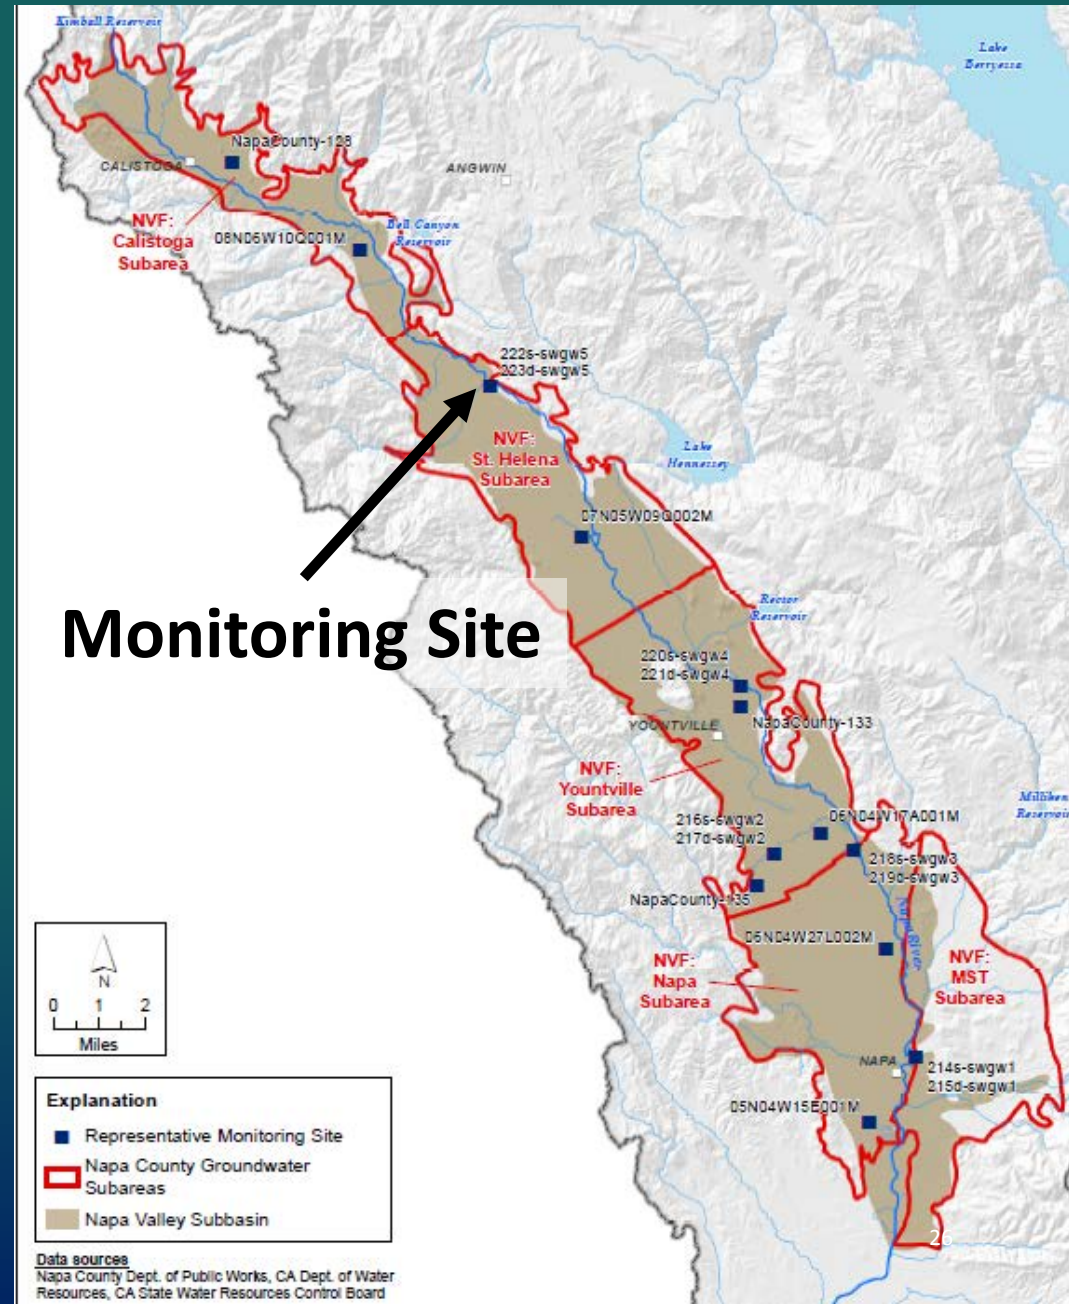 Kimball Reservoir
Lake
Berryessa
NapaCounty-128
CALISTOGA
ANGWIN
NVF:
Calistoga
Subarea
08N06W10Q001M
Bell Canyon
Reservoir
222s-swgw5
223d-swgw5
NVF:
St. Helena
Subarea
Lake
Hennessey
07N05W09Q002M
Monitoring Site
Rector
Reservoir
220s-swgw4
221d-swgw4
YOUNTVILLE
NapaCounty-133
NVF:
Yountville
Subarea
Milliken
Reservoir
216s-swgw2
217d-swgw2
06N04W17A001M
218s-swgw3
219d-swgw3
NapaCounty-135
Napa River
06N04W27L002M
NVF:
Napa
Subarea
NVF:
MST
Subarea
N
0 1 2
Miles
NAPA
214s-swgw1
215d-swgw1
05N04W15E001M
Explanation
Representative Monitoring Site
Napa County Groundwater
Subareas
Napa Valley Subbasin
26
Data sources
Napa County Dept. of Public Works, CA Dept. of Water
Resources, CA State Water Resources Control Board